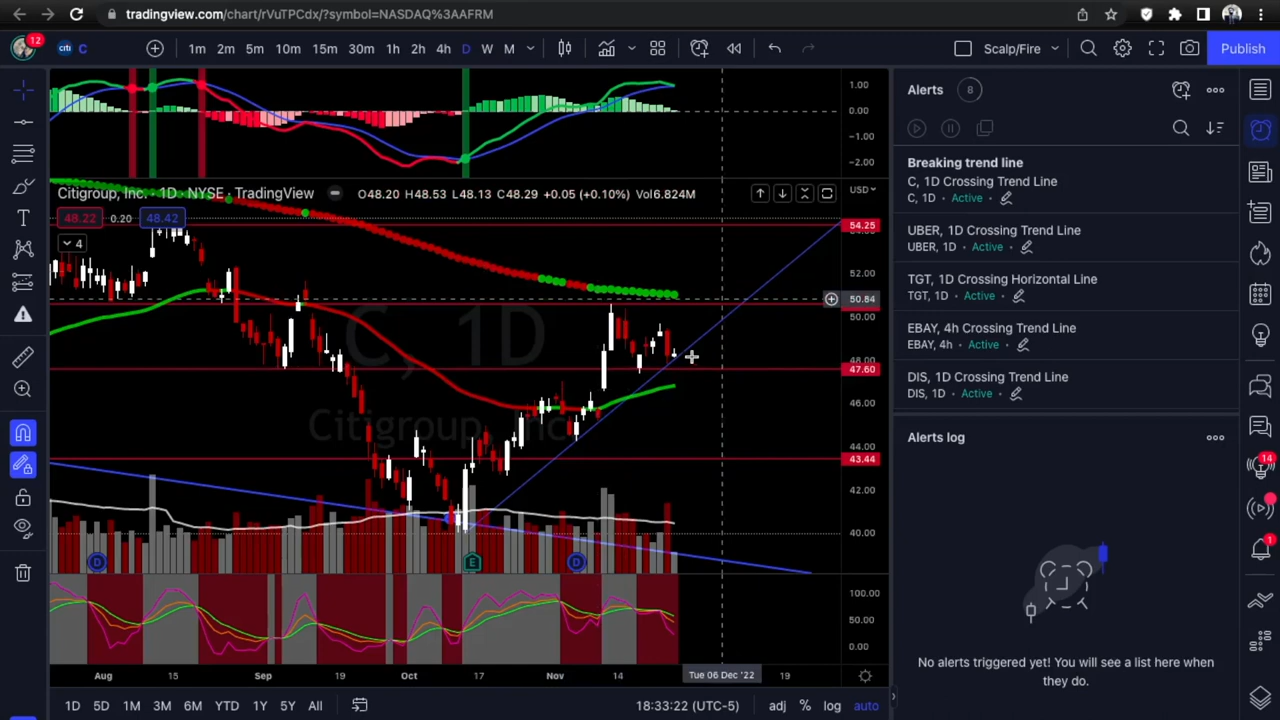 tradingview.com/chart/rVuTPCdx/?symbol=NASDAQ%3AAFRM
12
citi C 1m 2m 5m 10m 15m 30m 1h 2h 4h D W M Scalp/Fire Publish
1.00
0.00
-1.00
-2.00
Citigroup, Inc. · 1D · NYSE · TradingView O48.20 H48.53 L48.13 C48.29 +0.05 (+0.10%) Vol6.824M USD
48.22 0.20 48.42
4
54.25
52.00
50.84
50.00
48.00
47.60
46.00
44.00
43.44
42.00
40.00
C, 1D
Citigroup, Inc
D E D
100.00
50.00
0.00
Aug 15 Sep 19 Oct 17 Nov 14 Tue 06 Dec '22 19
1D 5D 1M 3M 6M YTD 1Y 5Y All 18:33:22 (UTC-5) adj % log auto
Alerts 8
Breaking trend line
C, 1D Crossing Trend Line
C, 1D · Active ·
UBER, 1D Crossing Trend Line
UBER, 1D · Active ·
TGT, 1D Crossing Horizontal Line
TGT, 1D · Active ·
EBAY, 4h Crossing Trend Line
EBAY, 4h · Active ·
DIS, 1D Crossing Trend Line
DIS, 1D · Active ·
Alerts log
No alerts triggered yet! You will see a list here when
they do.
14
1